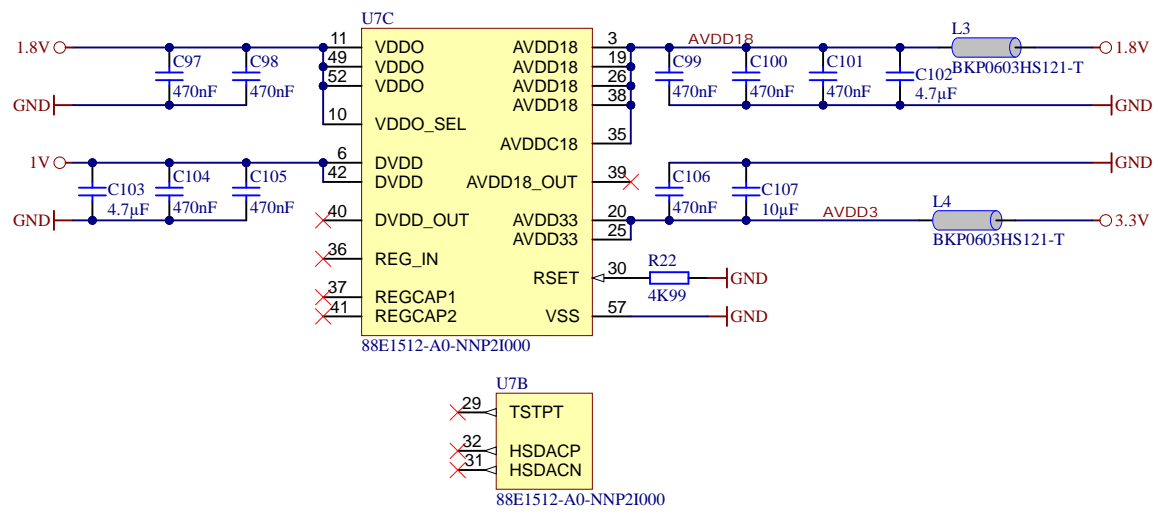 U7C
1.8V
11
VDDO
49
VDDO
52
VDDO
10
VDDO_SEL
C97
470nF
C98
470nF
GND
1V
6
DVDD
42
DVDD
C103
4.7µF
C104
470nF
C105
470nF
GND
40
DVDD_OUT
36
REG_IN
37
REGCAP1
41
REGCAP2
AVDD18
3
AVDD18
19
AVDD18
26
AVDD18
38
AVDDC18
35
AVDD18_OUT
39
AVDD33
20
AVDD33
25
RSET
30
VSS
57
88E1512-A0-NNP2I000
AVDD18
L3
BKP0603HS121-T
1.8V
C99
470nF
C100
470nF
C101
470nF
C102
4.7µF
GND
GND
C106
470nF
C107
10µF
AVDD3
L4
BKP0603HS121-T
3.3V
R22
4K99
GND
GND
U7B
29
TSTPT
32
HSDACP
31
HSDACN
88E1512-A0-NNP2I000